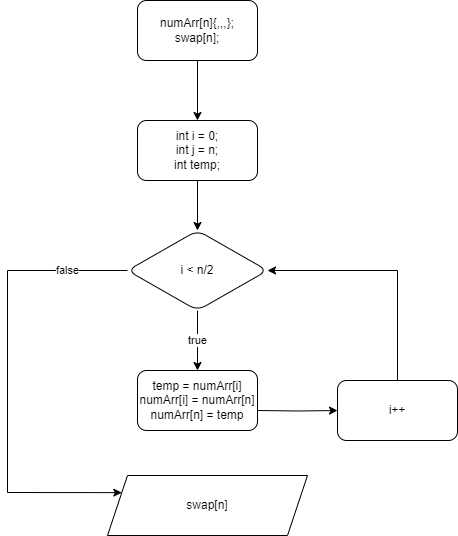 numArr[n]{,,,};
swap[n];
int i = 0;
int j = n;
int temp;
i < n/2
false
true
temp = numArr[i]
numArr[i] = numArr[n]
numArr[n] = temp
i++
swap[n]